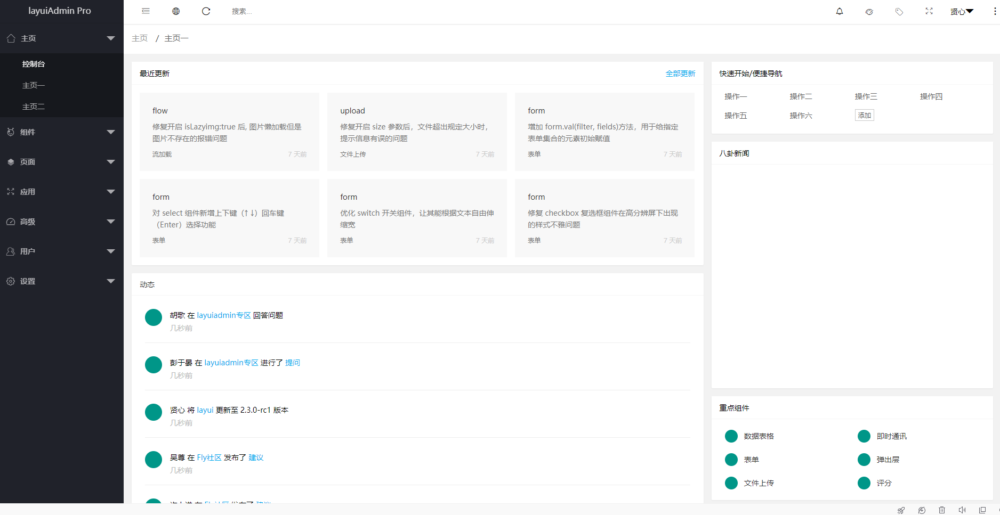 layuiAdmin Pro
搜索...
贤心
主页
控制台
主页一
主页二
组件
页面
应用
高级
用户
设置
主页 / 主页一
最近更新
全部更新
flow
修复开启 isLazyimg:true 后, 图片懒加载但是
图片不存在的报错问题
流加载
7 天前
upload
修复开启 size 参数后，文件超出规定大小时，
提示信息有误的问题
文件上传
7 天前
form
增加 form.val(filter, fields)方法，用于给指定
表单集合的元素初始赋值
表单
7 天前
form
对 select 组件新增上下键（↑ ↓）回车键
（Enter）选择功能
表单
7 天前
form
优化 switch 开关组件，让其能根据文本自由伸
缩宽
表单
7 天前
form
修复 checkbox 复选框组件在高分辨屏下出现
的样式不雅问题
表单
7 天前
动态
胡歌 在 layuiadmin专区 回答问题
几秒前
彭于晏 在 layuiadmin专区 进行了 提问
几秒前
贤心 将 layui 更新至 2.3.0-rc1 版本
几秒前
吴尊 在 Fly社区 发布了 建议
几秒前
快速开始/便捷导航
操作一
操作二
操作三
操作四
操作五
操作六
添加
八卦新闻
重点组件
数据表格
即时通讯
表单
弹出层
文件上传
评分